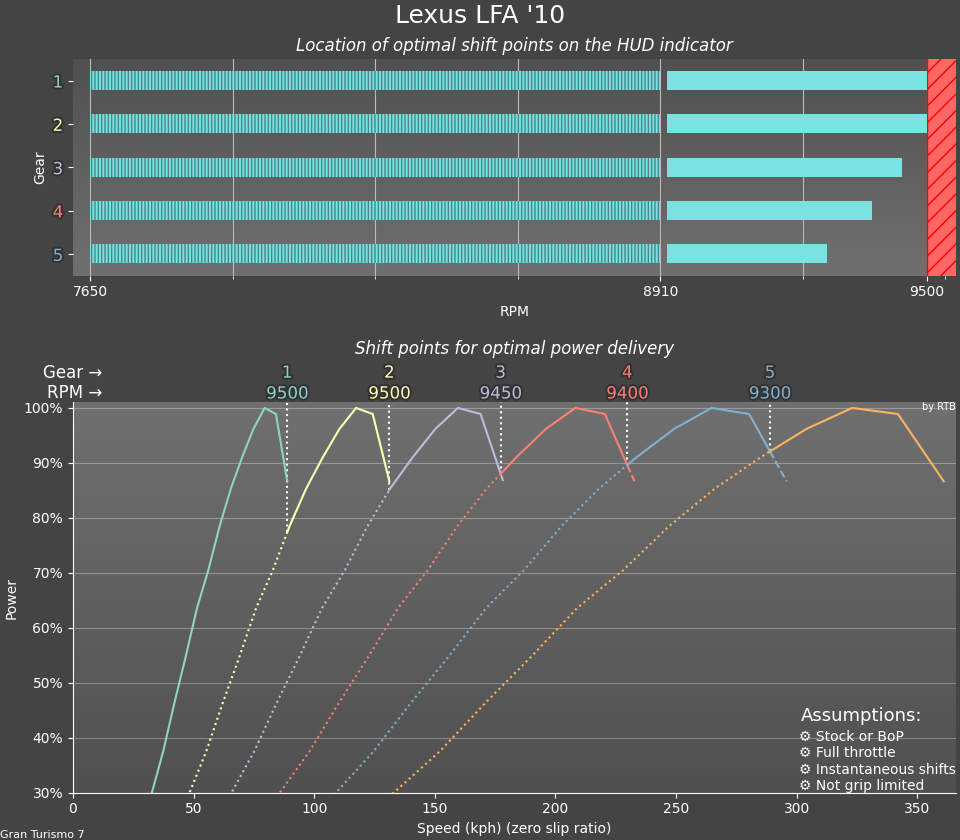 Lexus LFA '10
Location of optimal shift points on the HUD indicator
Gear
1
2
3
4
5
7650 8910 9500
RPM
Shift points for optimal power delivery
Gear → 1 2 3 4 5
RPM → 9500 9500 9450 9400 9300
by RTB
Power
100%
90%
80%
70%
60%
50%
40%
30%
Assumptions:
⚙ Stock or BoP
⚙ Full throttle
⚙ Instantaneous shifts
⚙ Not grip limited
0 50 100 150 200 250 300 350
Speed (kph) (zero slip ratio)
Gran Turismo 7